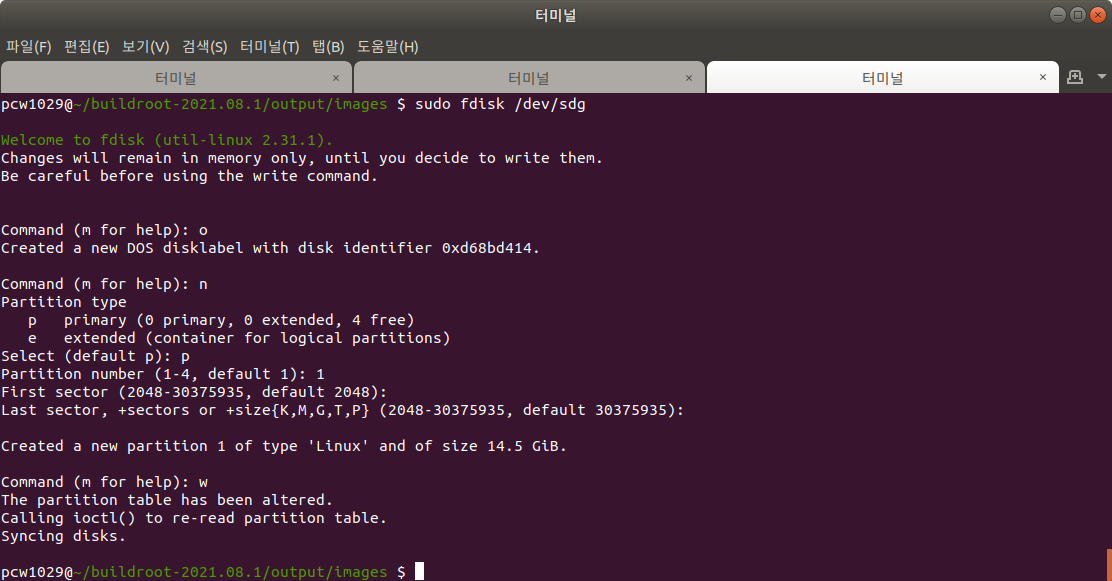 터미널
파일(F) 편집(E) 보기(V) 검색(S) 터미널(T) 탭(B) 도움말(H)
터미널 × 터미널 × 터미널 ×
pcw1029@~/buildroot-2021.08.1/output/images $ sudo fdisk /dev/sdg
Welcome to fdisk (util-linux 2.31.1).
Changes will remain in memory only, until you decide to write them.
Be careful before using the write command.
Command (m for help): o
Created a new DOS disklabel with disk identifier 0xd68bd414.
Command (m for help): n
Partition type
   p   primary (0 primary, 0 extended, 4 free)
   e   extended (container for logical partitions)
Select (default p): p
Partition number (1-4, default 1): 1
First sector (2048-30375935, default 2048):
Last sector, +sectors or +size{K,M,G,T,P} (2048-30375935, default 30375935):
Created a new partition 1 of type 'Linux' and of size 14.5 GiB.
Command (m for help): w
The partition table has been altered.
Calling ioctl() to re-read partition table.
Syncing disks.
pcw1029@~/buildroot-2021.08.1/output/images $